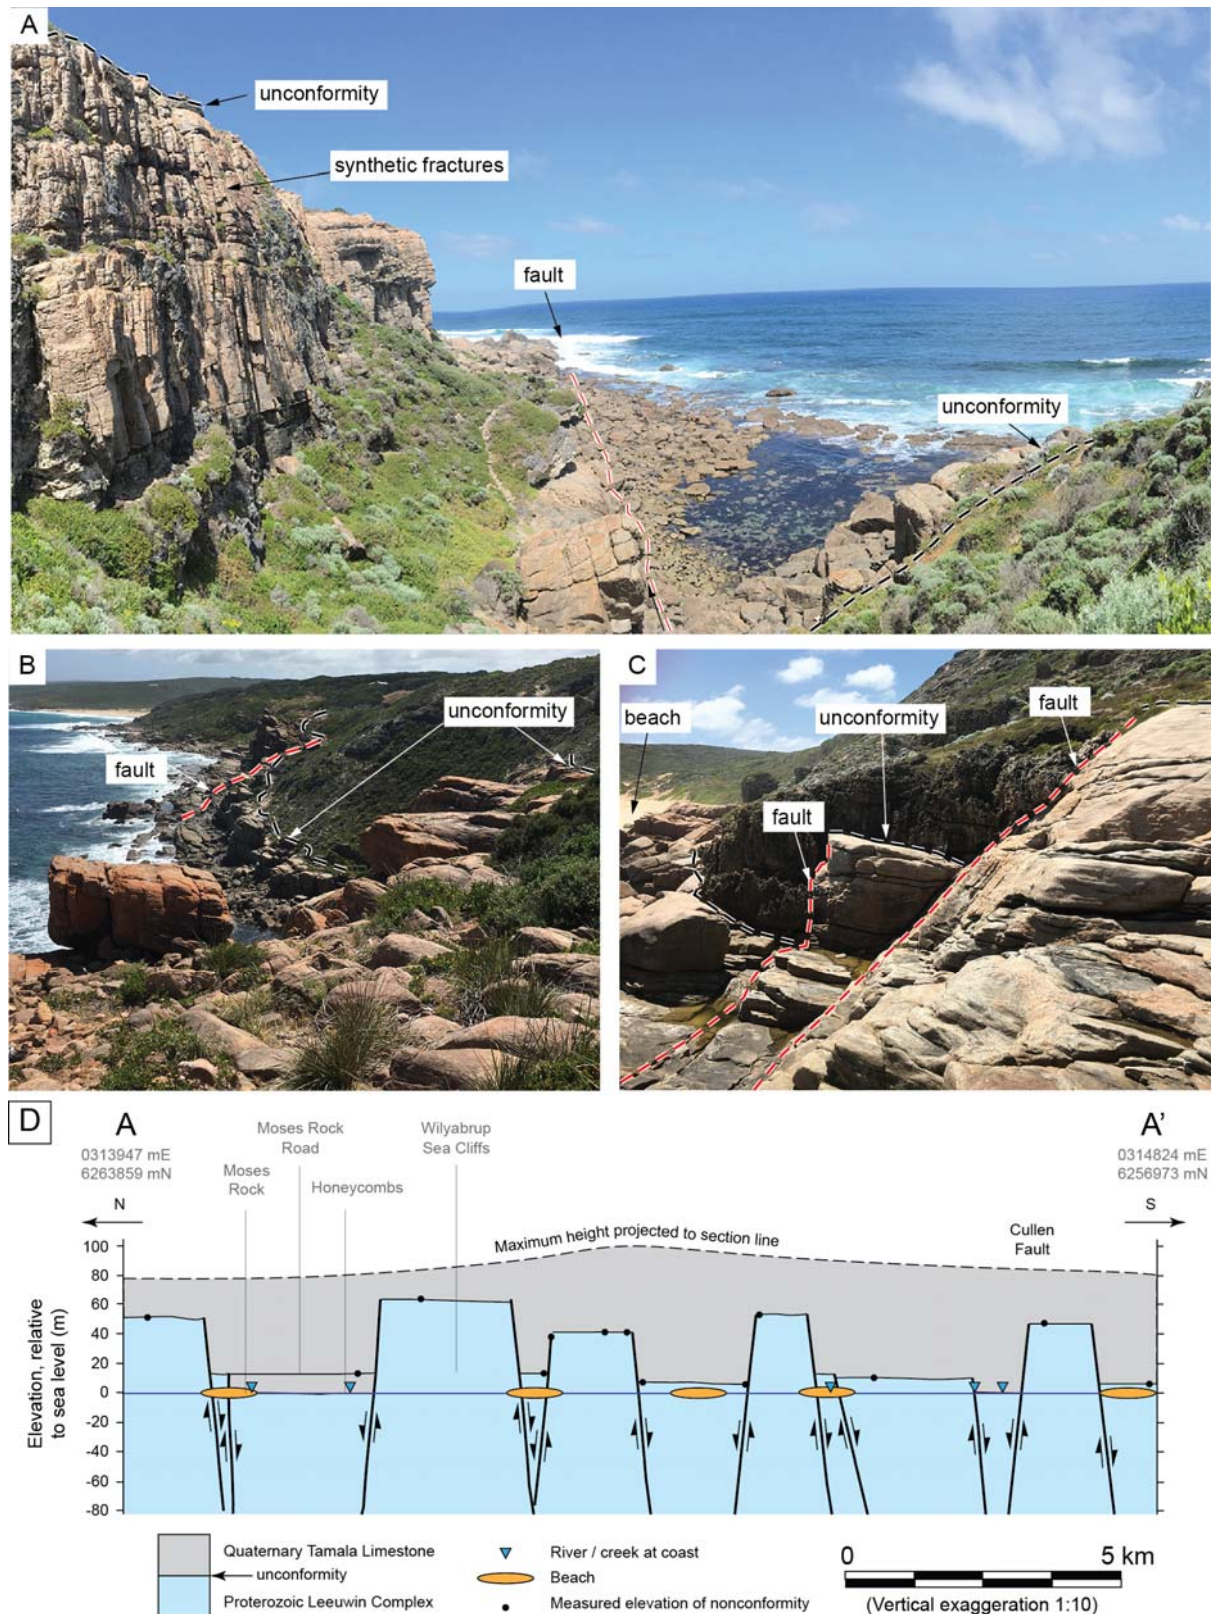 A
unconformity
synthetic fractures
fault
unconformity
B
unconformity
fault
C
beach
unconformity
fault
fault
D
A
0313947 mE
6263859 mN
N
Moses Rock
Road
Moses
Rock
Honeycombs
Wilyabrup
Sea Cliffs
A'
0314824 mE
6256973 mN
S
Maximum height projected to section line
Cullen
Fault
Elevation, relative
to sea level (m)
100
80
60
40
20
0
-20
-40
-60
-80
Quaternary Tamala Limestone
unconformity
Proterozoic Leeuwin Complex
River / creek at coast
Beach
Measured elevation of nonconformity
0 5 km
(Vertical exaggeration 1:10)